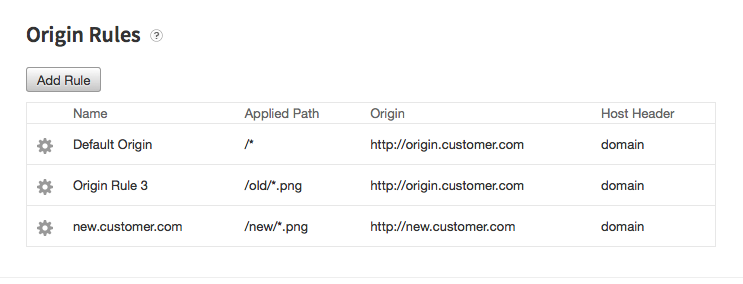 Origin Rules ?
Add Rule
Name Applied Path Origin Host Header
Default Origin /* http://origin.customer.com domain
Origin Rule 3 /old/*.png http://origin.customer.com domain
new.customer.com /new/*.png http://new.customer.com domain